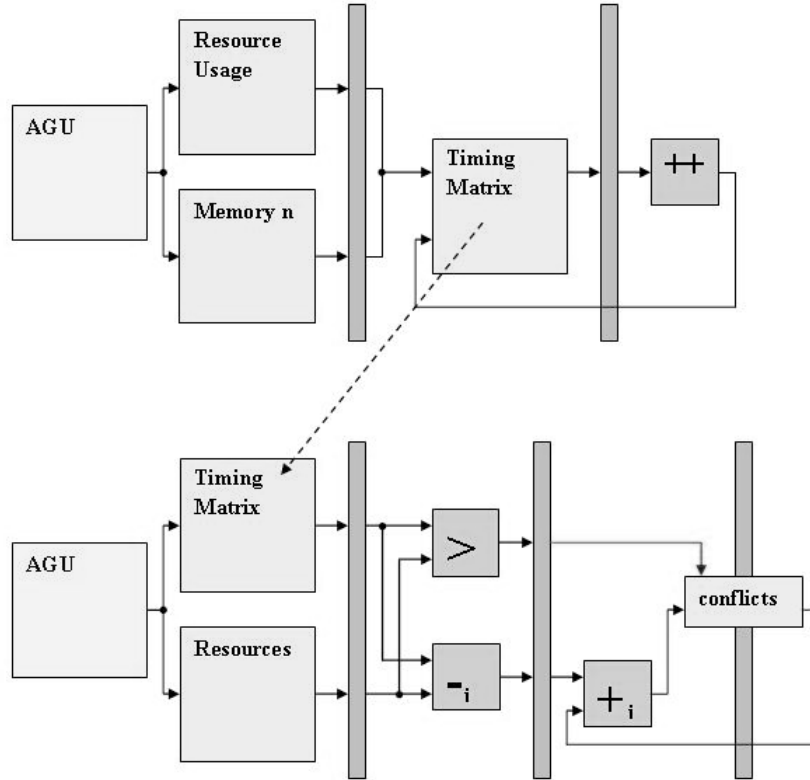 Resource
Usage
AGU
Timing
Matrix
++
Memory n
Timing
Matrix
>
AGU
conflicts
Resources
-i
+i